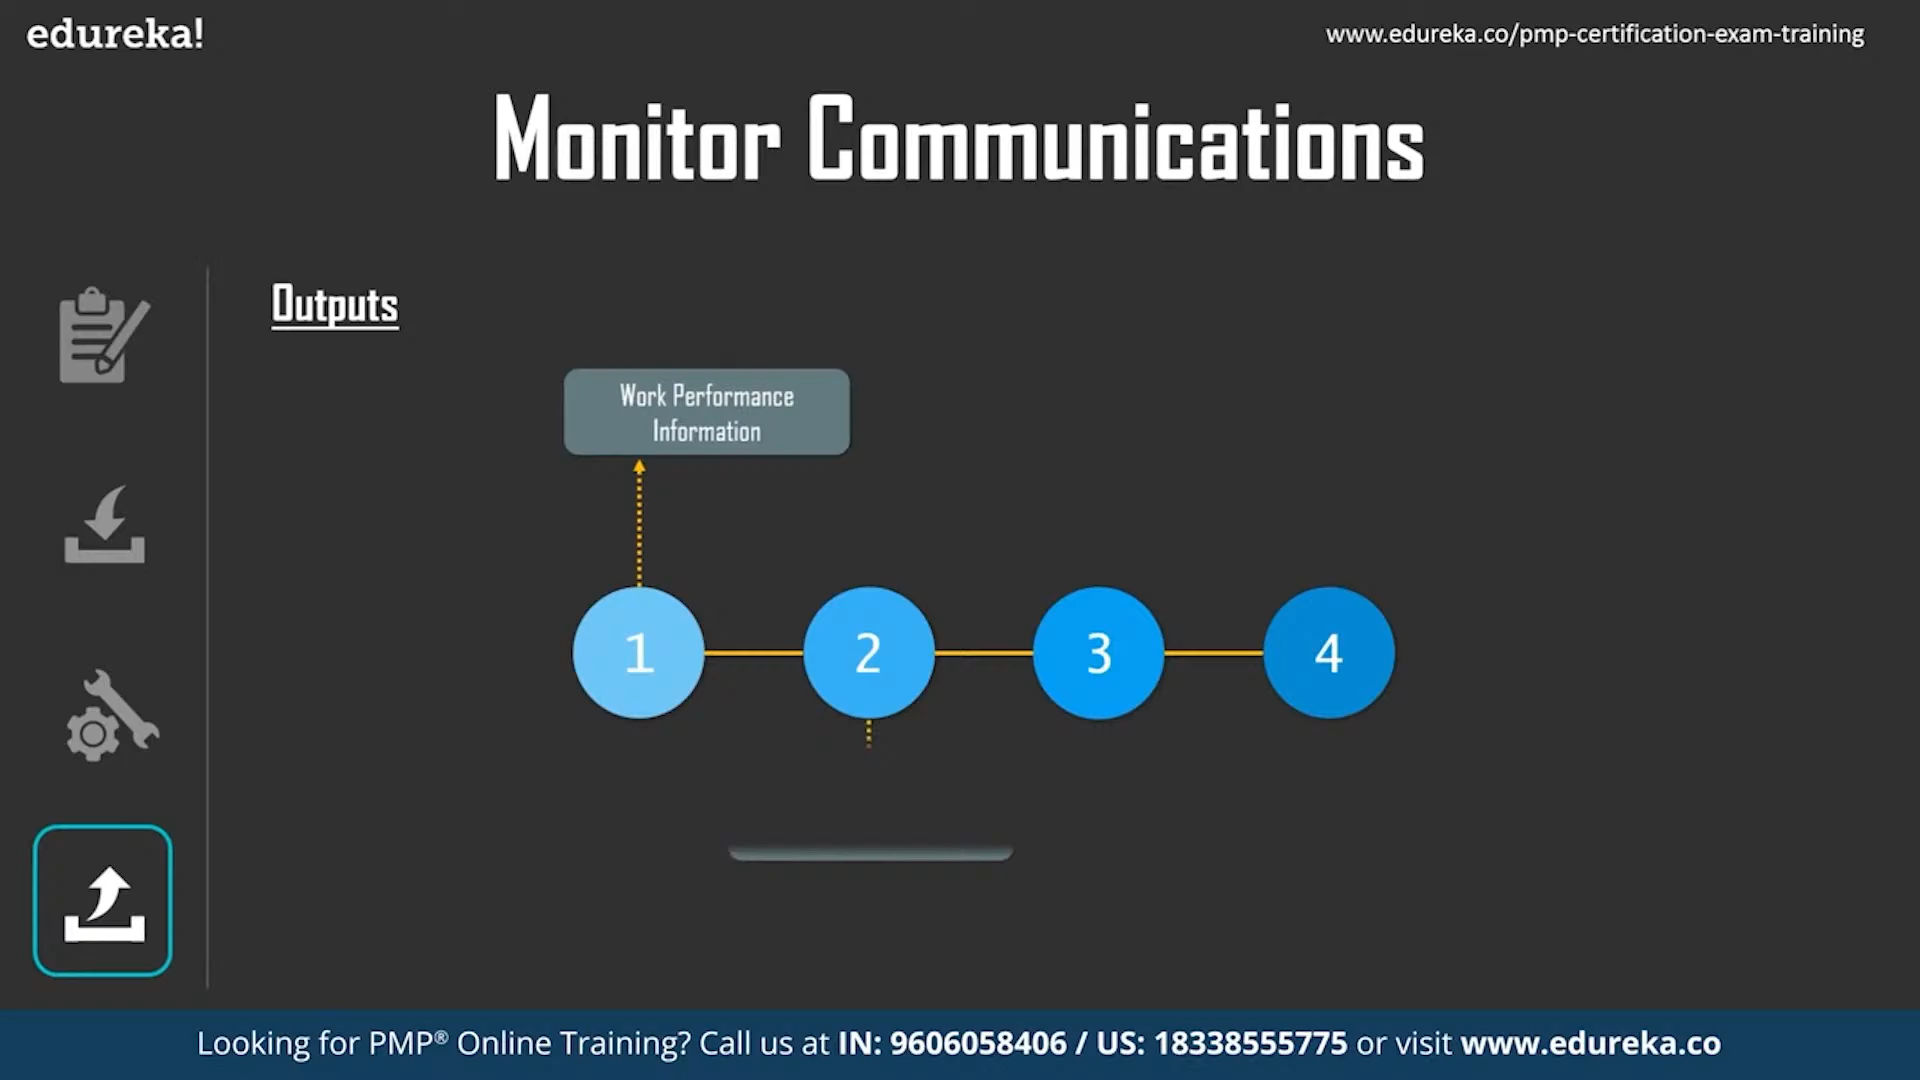 edureka!
www.edureka.co/pmp-certification-exam-training
Monitor Communications
Outputs
Work Performance
Information
1
2
3
4
Looking for PMP® Online Training? Call us at IN: 9606058406 / US: 18338555775 or visit www.edureka.co